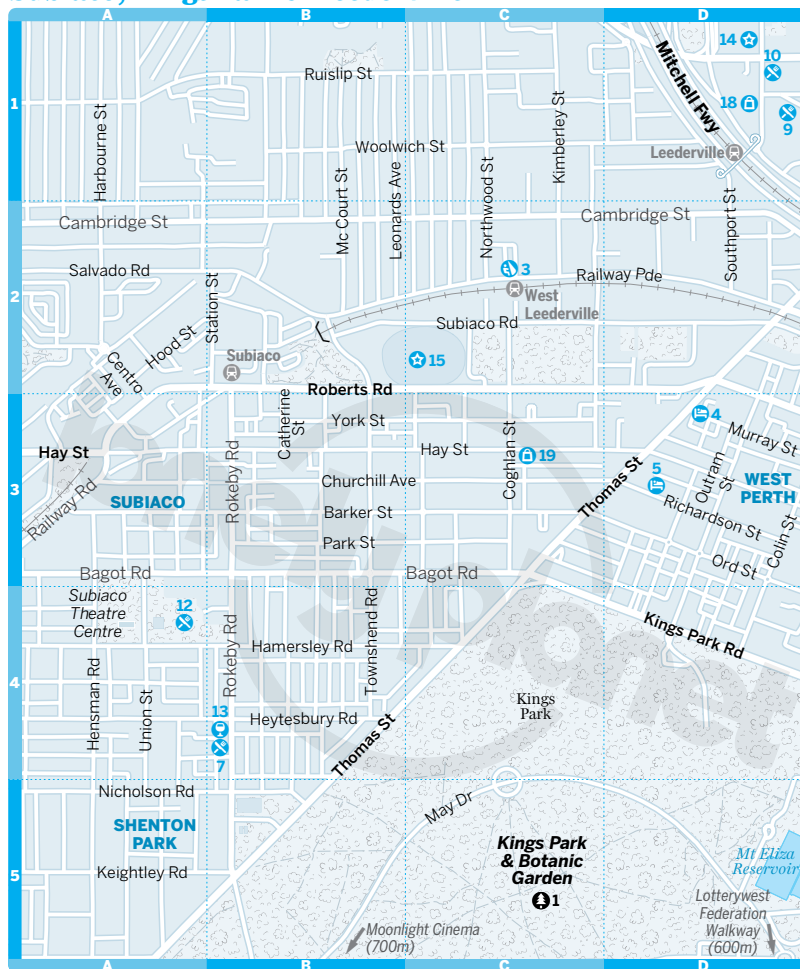 A
B
C
D
14
10
Ruislip St
Mitchell Fwy
1
18
9
Harbourne St
Kimberley St
Woolwich St
Leederville
Mc Court St
Leonards Ave
Northwood St
Southport St
Cambridge St
Cambridge St
Salvado Rd
3
Railway Pde
2
Station St
West
Leederville
Hood St
Subiaco Rd
Centro
Ave
Subiaco
15
Roberts Rd
Catherine
St
York St
4
Murray St
Hay St
Rokeby Rd
Hay St
Coghlan St
19
Thomas St
5
Outram
St
WEST
PERTH
3
Railway Rd
SUBIACO
Churchill Ave
Barker St
Richardson St
Colin St
Park St
Ord St
Bagot Rd
Bagot Rd
Subiaco
Theatre
Centre
12
Rokeby Rd
Townshend Rd
Kings Park Rd
Hamersley Rd
lonely planet
4
Hensman Rd
Union St
Kings
Park
13
Heytesbury Rd
7
Thomas St
Nicholson Rd
May Dr
SHENTON
PARK
Kings Park
& Botanic
Garden
1
Mt Eliza
Reservoir
5
Keightley Rd
Lotterywest
Federation
Walkway
(600m)
Moonlight Cinema
(700m)
A
B
C
D